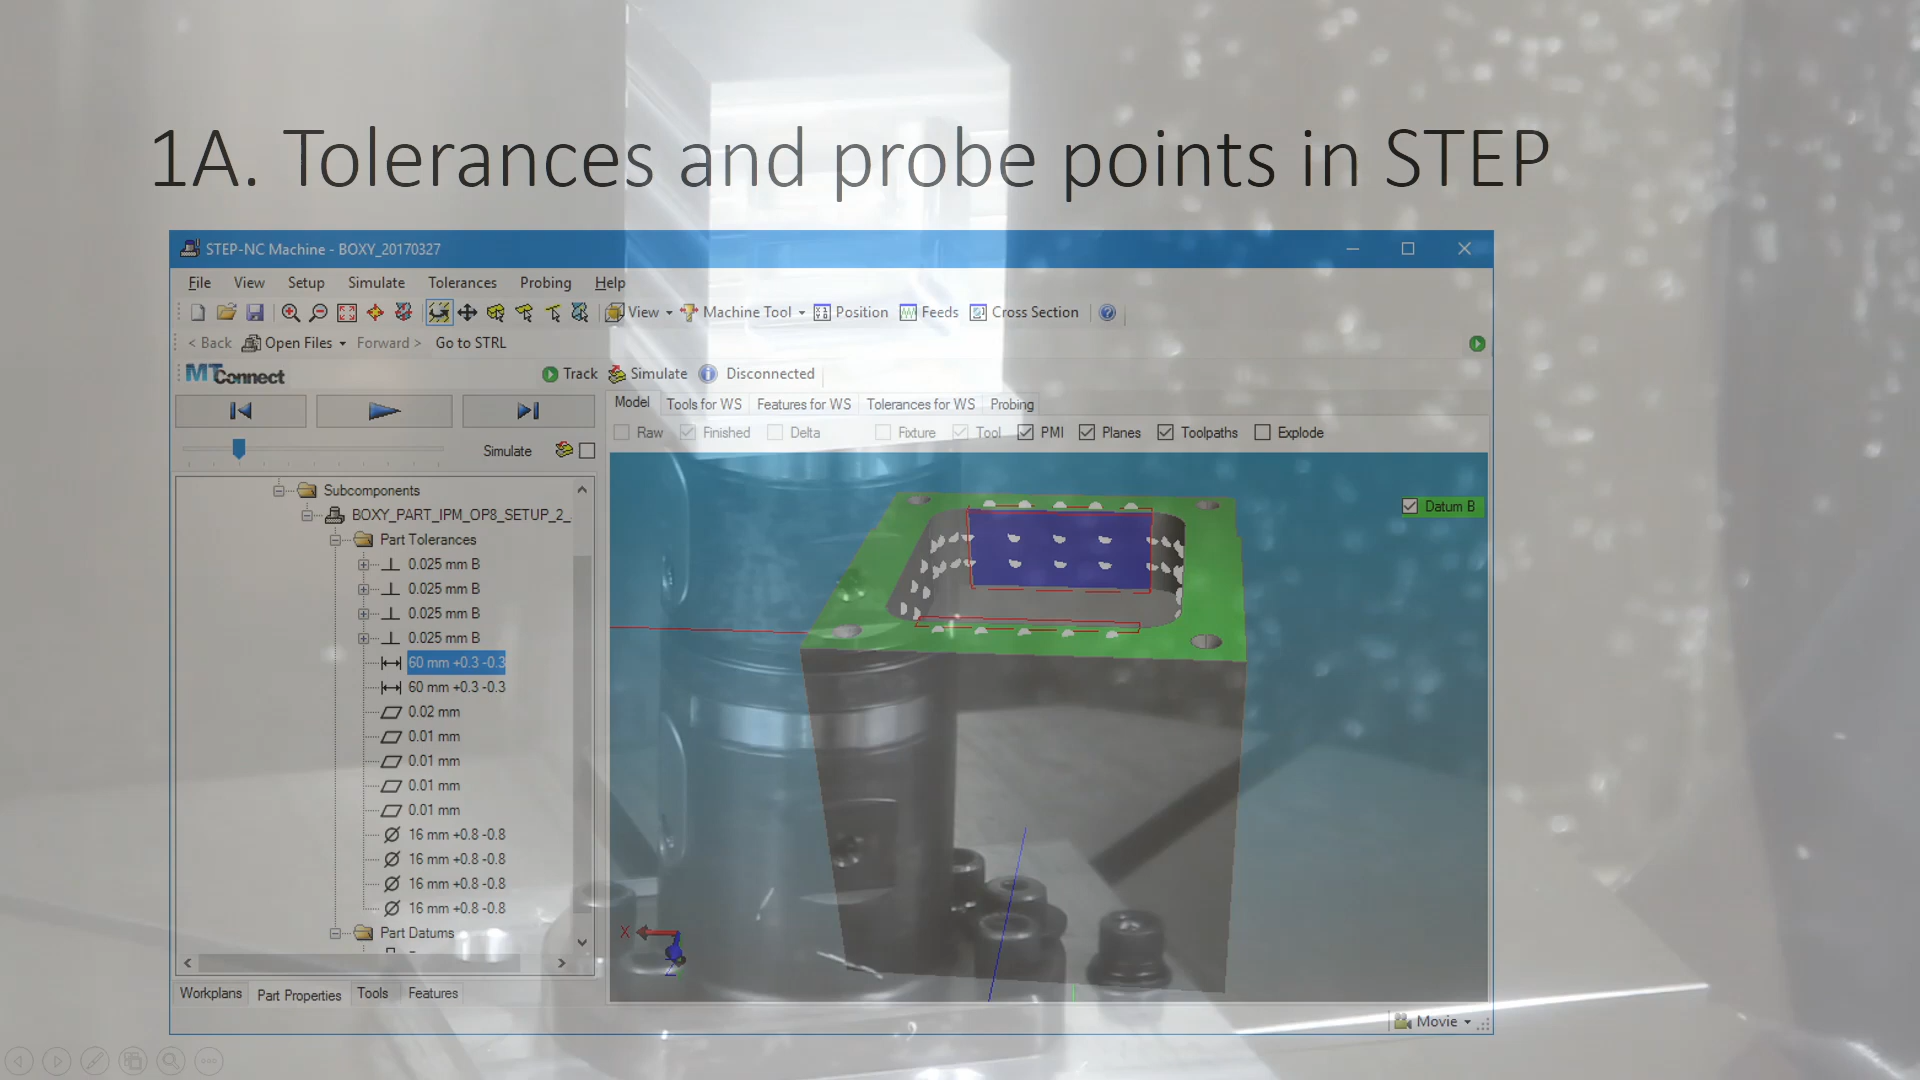 1A. Tolerances and probe points in STEP
STEP-NC Machine - BOXY_20170327
File View Setup Simulate Tolerances Probing Help
View Machine Tool Position Feeds Cross Section
< Back Open Files Forward > Go to STRL
MTConnect Track Simulate Disconnected
Model Tools for WS Features for WS Tolerances for WS Probing
Raw Finished Delta Fixture Tool PMI Planes Toolpaths Explode
Simulate
Subcomponents
BOXY_PART_IPM_OP8_SETUP_2_
Part Tolerances
0.025 mm B
0.025 mm B
0.025 mm B
0.025 mm B
60 mm +0.3 -0.3
60 mm +0.3 -0.3
0.02 mm
0.01 mm
0.01 mm
0.01 mm
0.01 mm
16 mm +0.8 -0.8
16 mm +0.8 -0.8
16 mm +0.8 -0.8
16 mm +0.8 -0.8
Part Datums
Workplans Part Properties Tools Features
Datum B
X
Z
Movie